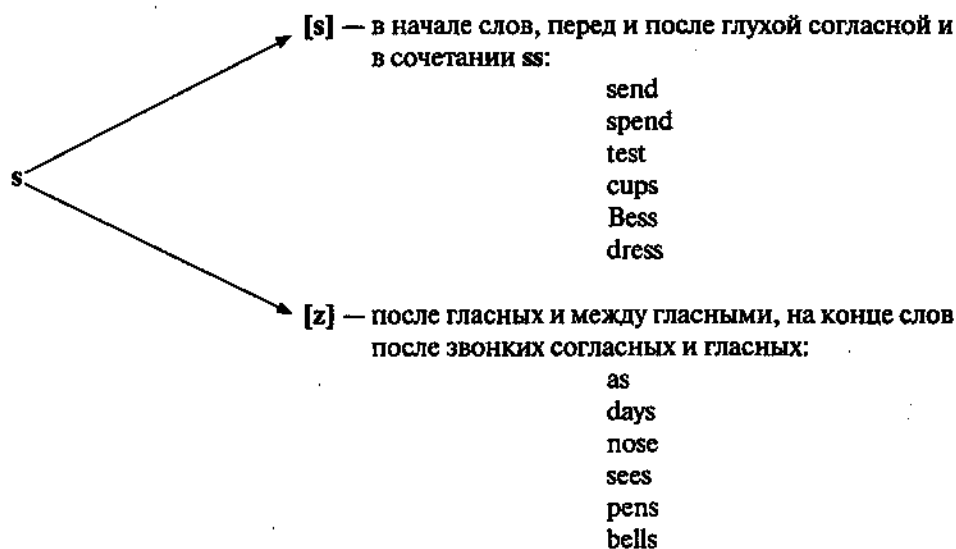 [s] — в начале слов, перед и после глухой согласной и
в сочетании ss:
send
spend
test
cups
Bess
dress
s
[z] — после гласных и между гласными, на конце слов
после звонких согласных и гласных:
as
days
nose
sees
pens
bells